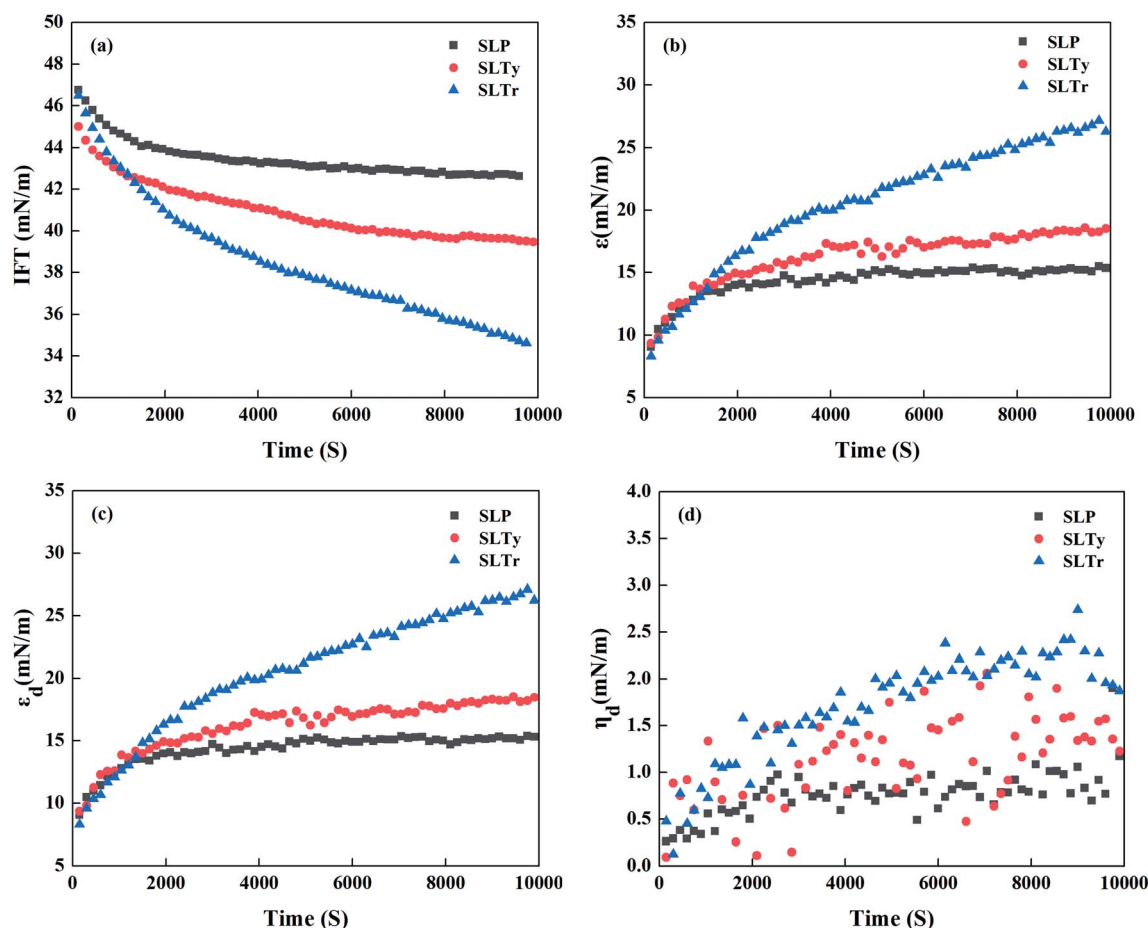 (a)
SLP
SLTy
SLTr
IFT (mN/m)
50
48
46
44
42
40
38
36
34
32
0
2000
4000
6000
8000
10000
Time (S)
(b)
SLP
SLTy
SLTr
ε(mN/m)
35
30
25
20
15
10
5
0
2000
4000
6000
8000
10000
Time (S)
(c)
SLP
SLTy
SLTr
εd(mN/m)
35
30
25
20
15
10
5
0
2000
4000
6000
8000
10000
Time (S)
(d)
SLP
SLTy
SLTr
ηd(mN/m)
4.0
3.5
3.0
2.5
2.0
1.5
1.0
0.5
0.0
0
2000
4000
6000
8000
10000
Time (S)